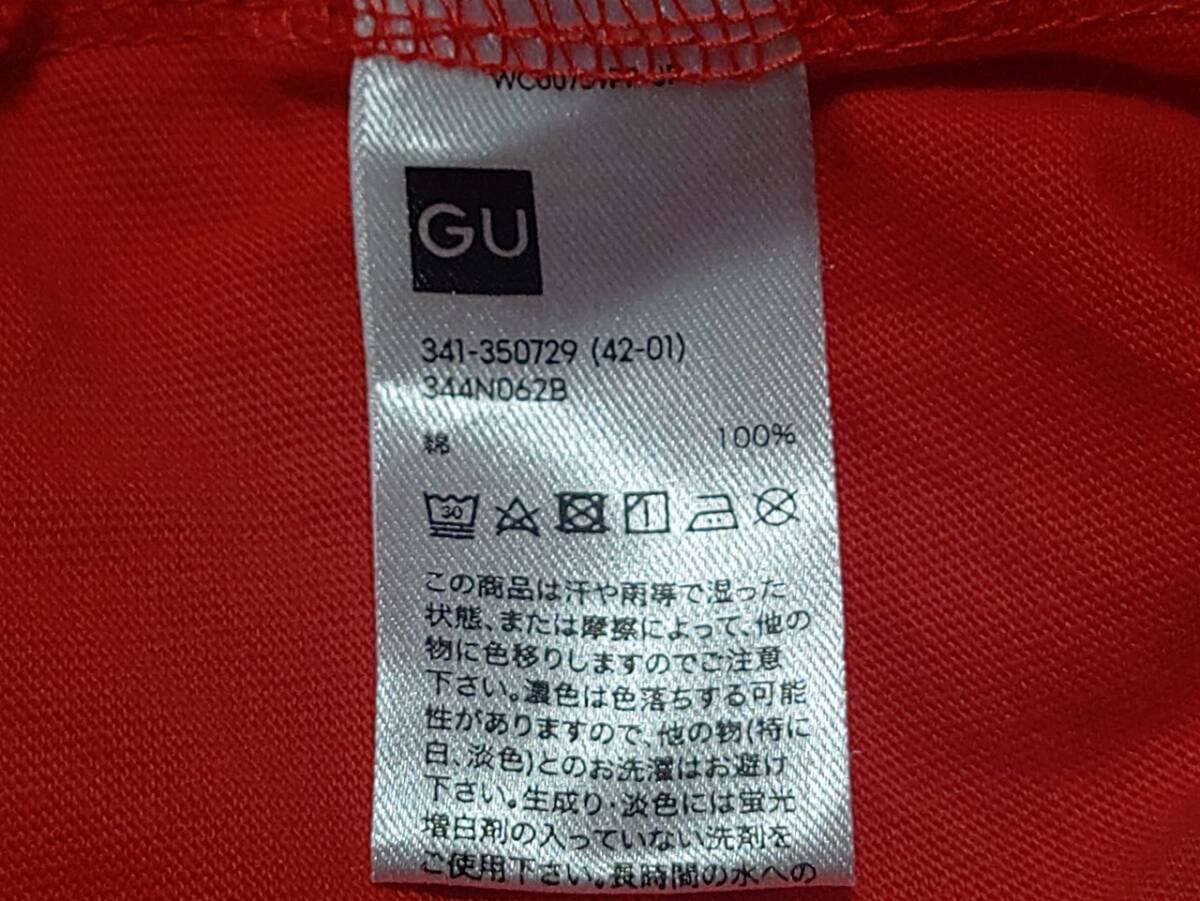 GU
341-350729 (42-01)
344N062B
綿 100%
30
この商品は汗や雨等で湿った
状態、または摩擦によって、他の
物に色移りしますのでご注意
下さい。濃色は色落ちする可能
性がありますので、他の物(特に
白、淡色)とのお洗濯はお避け
下さい。生成り・淡色には蛍光
増白剤の入っていない洗剤を
ご使用下さい。長時間の水への